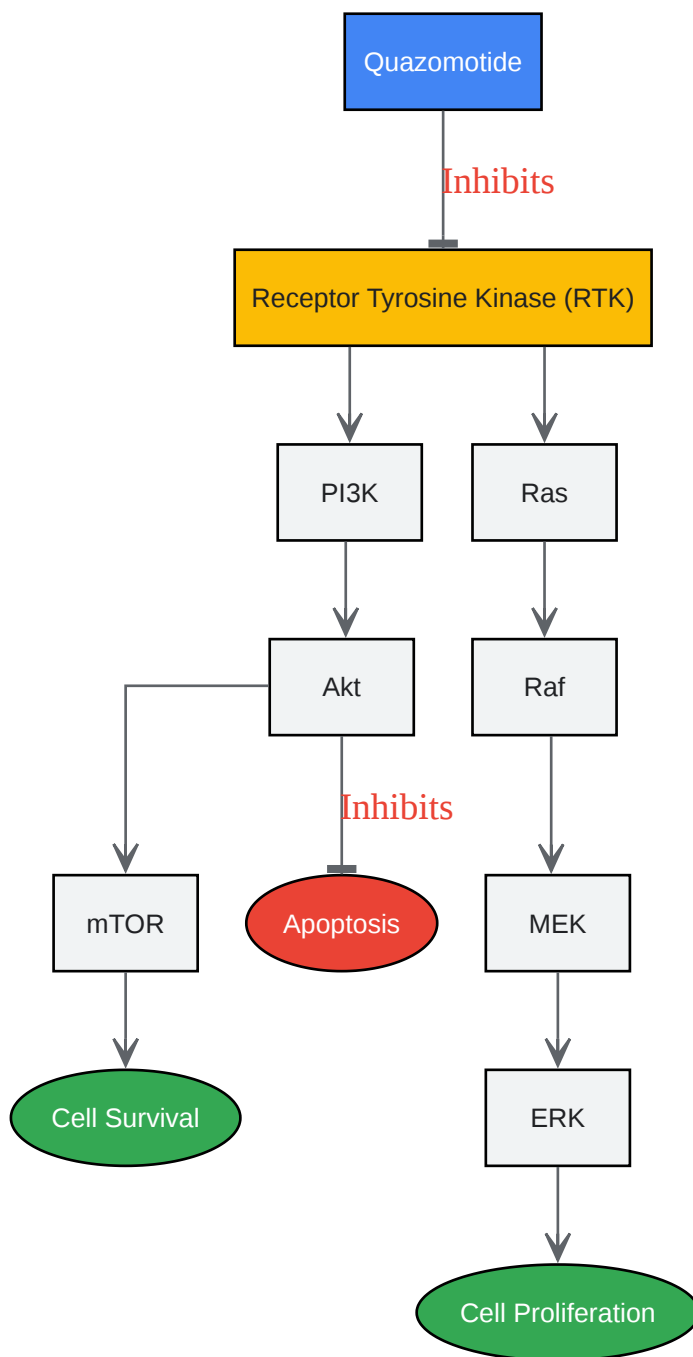 Quazomotide
Inhibits
Receptor Tyrosine Kinase (RTK)
PI3K
Ras
Akt
Raf
Inhibits
mTOR
Apoptosis
MEK
Cell Survival
ERK
Cell Proliferation